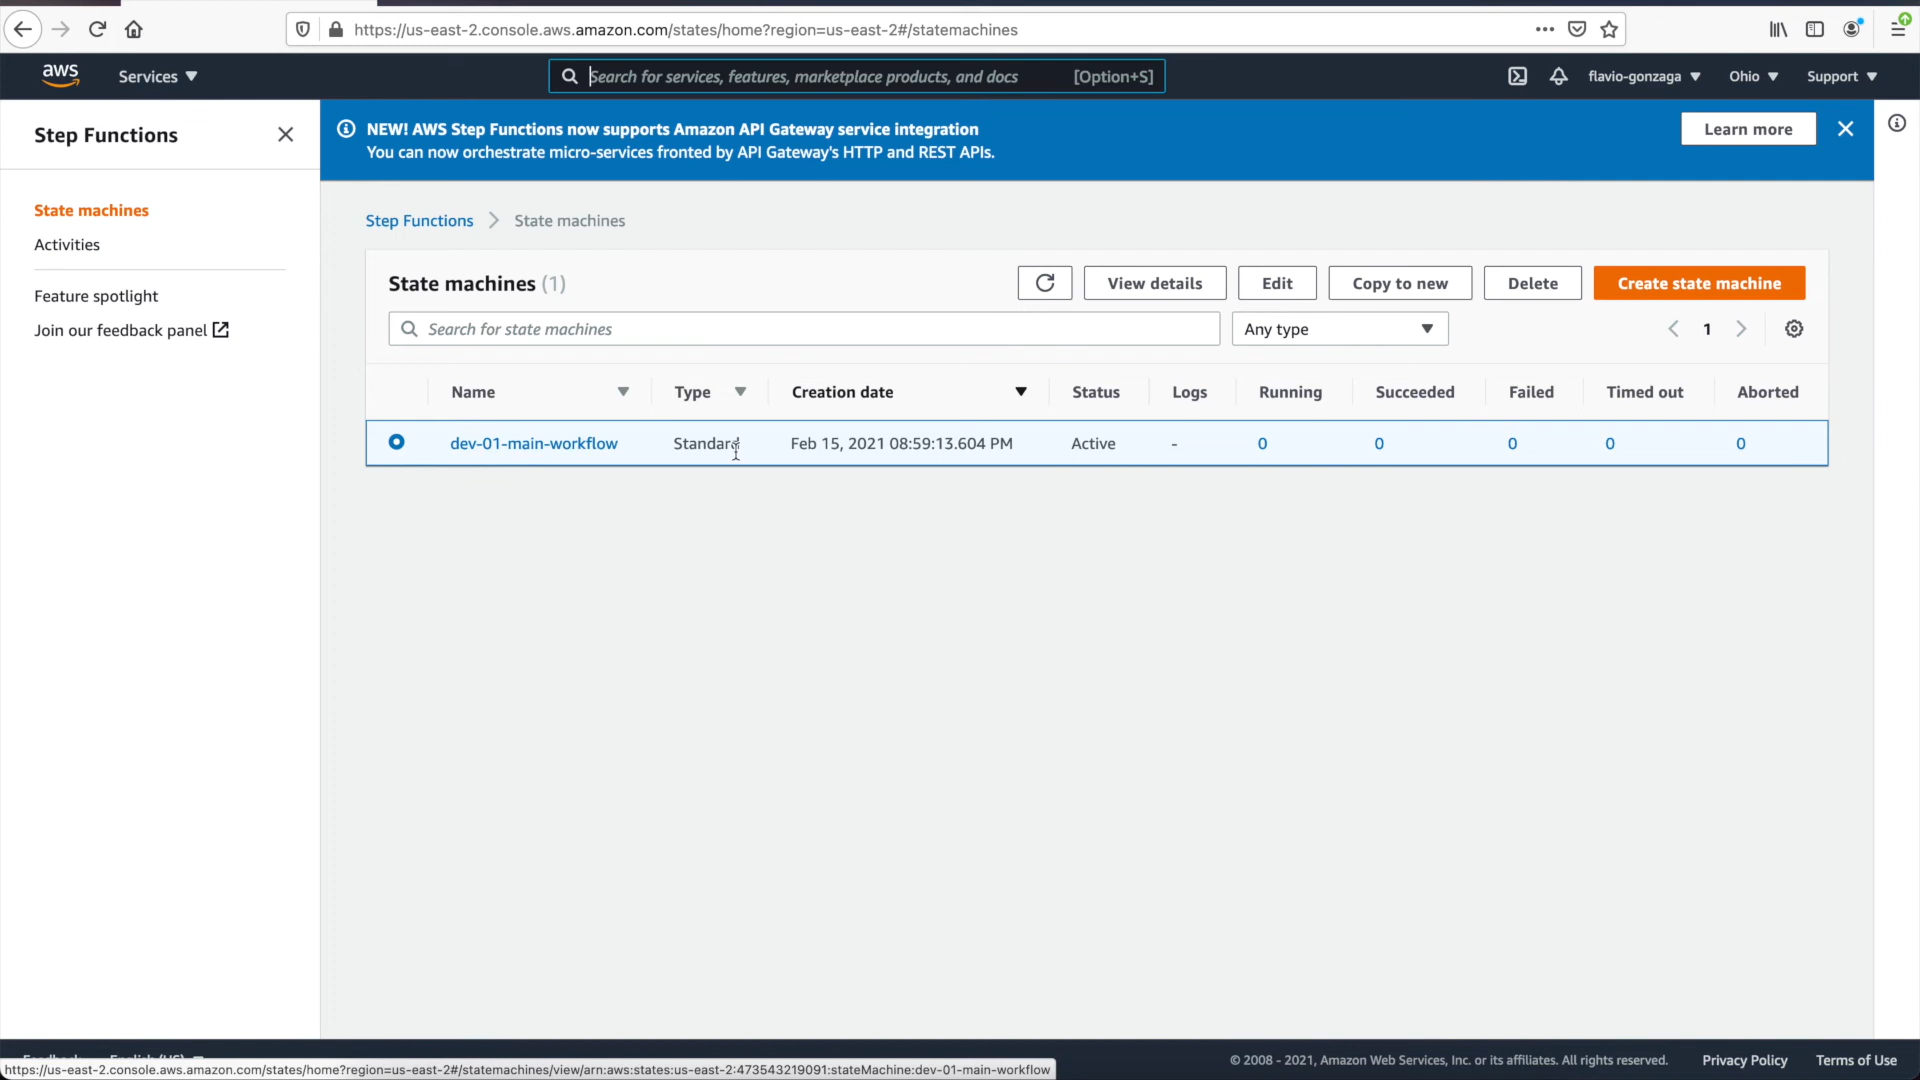 https://us-east-2.console.aws.amazon.com/states/home?region=us-east-2#/statemachines
aws
Services
Search for services, features, marketplace products, and docs
[Option+S]
flavio-gonzaga
Ohio
Support
Step Functions
State machines
Activities
Feature spotlight
Join our feedback panel
NEW! AWS Step Functions now supports Amazon API Gateway service integration
You can now orchestrate micro-services fronted by API Gateway's HTTP and REST APIs.
Learn more
Step Functions > State machines
State machines (1)
View details
Edit
Copy to new
Delete
Create state machine
Search for state machines
Any type
1
Name Type Creation date Status Logs Running Succeeded Failed Timed out Aborted
dev-01-main-workflow Standard Feb 15, 2021 08:59:13.604 PM Active - 0 0 0 0 0
Feedback English (US)
© 2008 - 2021, Amazon Web Services, Inc. or its affiliates. All rights reserved. Privacy Policy Terms of Use
https://us-east-2.console.aws.amazon.com/states/home?region=us-east-2#/statemachines/view/arn:aws:states:us-east-2:473543219091:stateMachine:dev-01-main-workflow